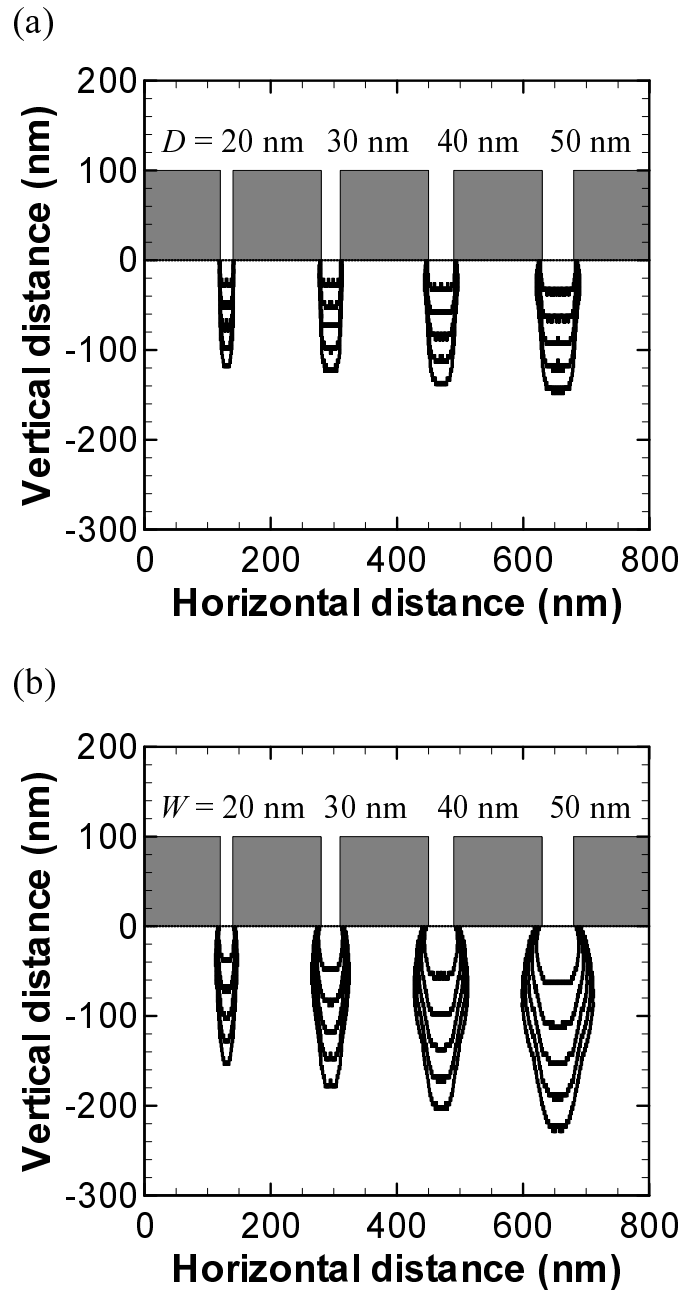 (a)
200
D = 20 nm 30 nm 40 nm 50 nm
100
0
-100
-200
-300
0 200 400 600 800
Vertical distance (nm)
Horizontal distance (nm)
(b)
200
W = 20 nm 30 nm 40 nm 50 nm
100
0
-100
-200
-300
0 200 400 600 800
Vertical distance (nm)
Horizontal distance (nm)